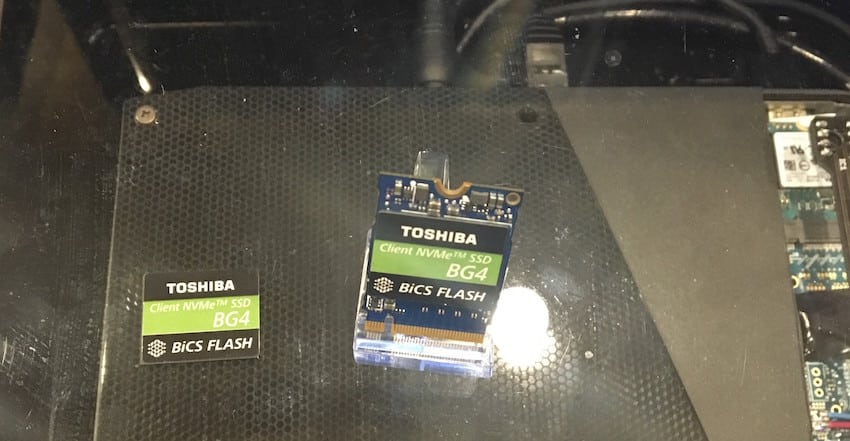 TOSHIBA
Client NVMe™ SSD
BG4
BiCS FLASH
TOSHIBA
Client NVMe™ SSD
BG4
BiCS FLASH